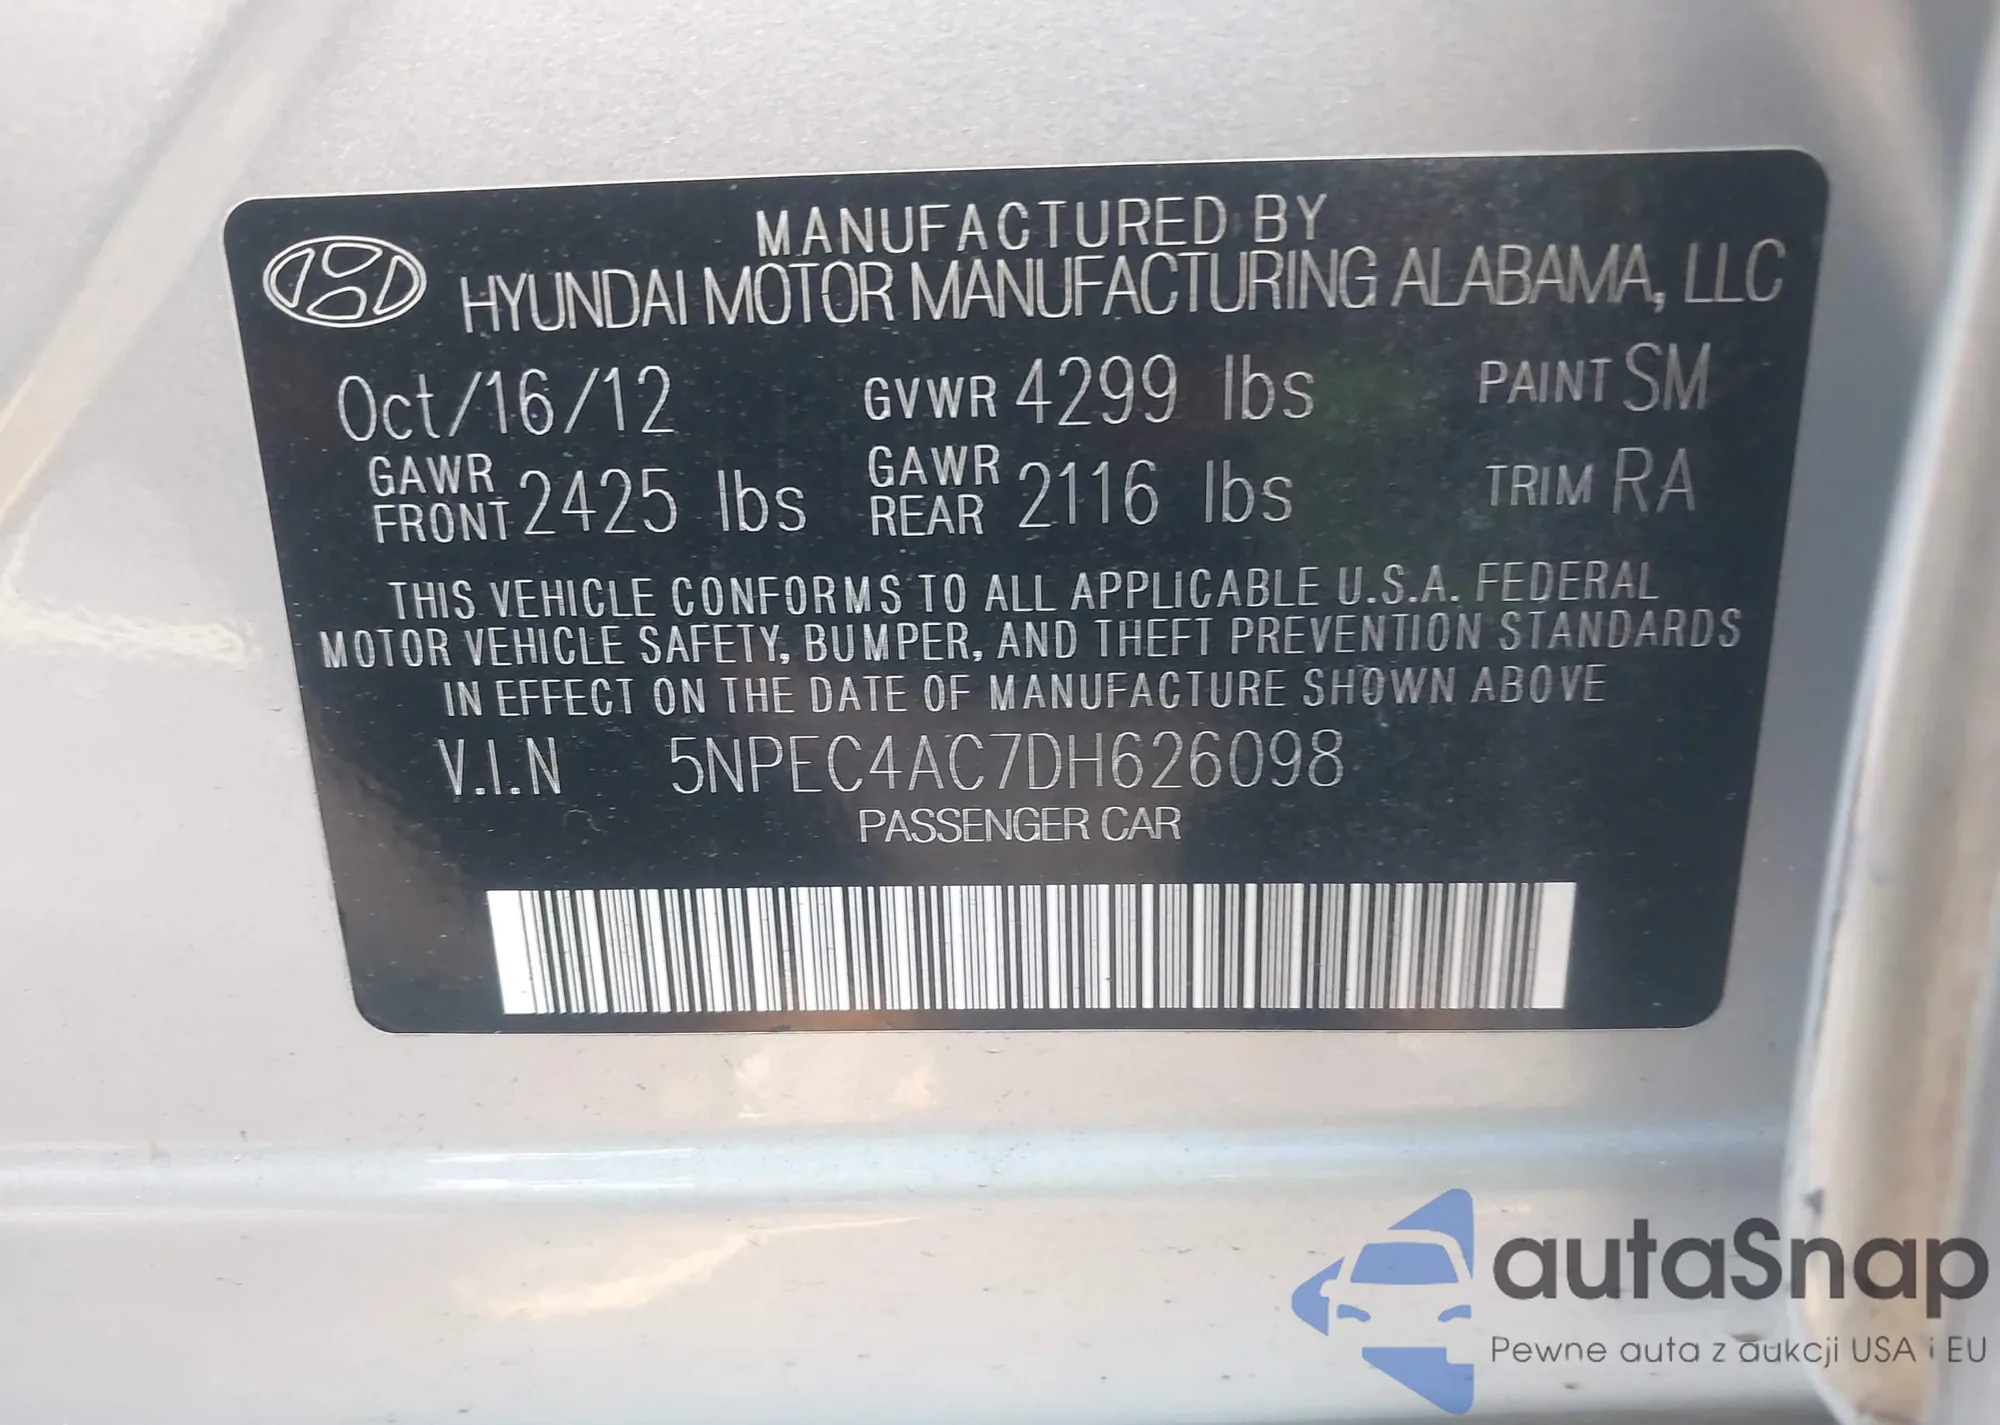 MANUFACTURED BY
HYUNDAI MOTOR MANUFACTURING ALABAMA, LLC
Oct/16/12 GVWR 4299 lbs PAINT SM
GAWR FRONT 2425 lbs GAWR REAR 2116 lbs TRIM RA
THIS VEHICLE CONFORMS TO ALL APPLICABLE U.S.A. FEDERAL
MOTOR VEHICLE SAFETY, BUMPER, AND THEFT PREVENTION STANDARDS
IN EFFECT ON THE DATE OF MANUFACTURE SHOWN ABOVE
V.I.N 5NPEC4AC7DH626098
PASSENGER CAR
autaSnap
Pewne auta z aukcji USA i EU